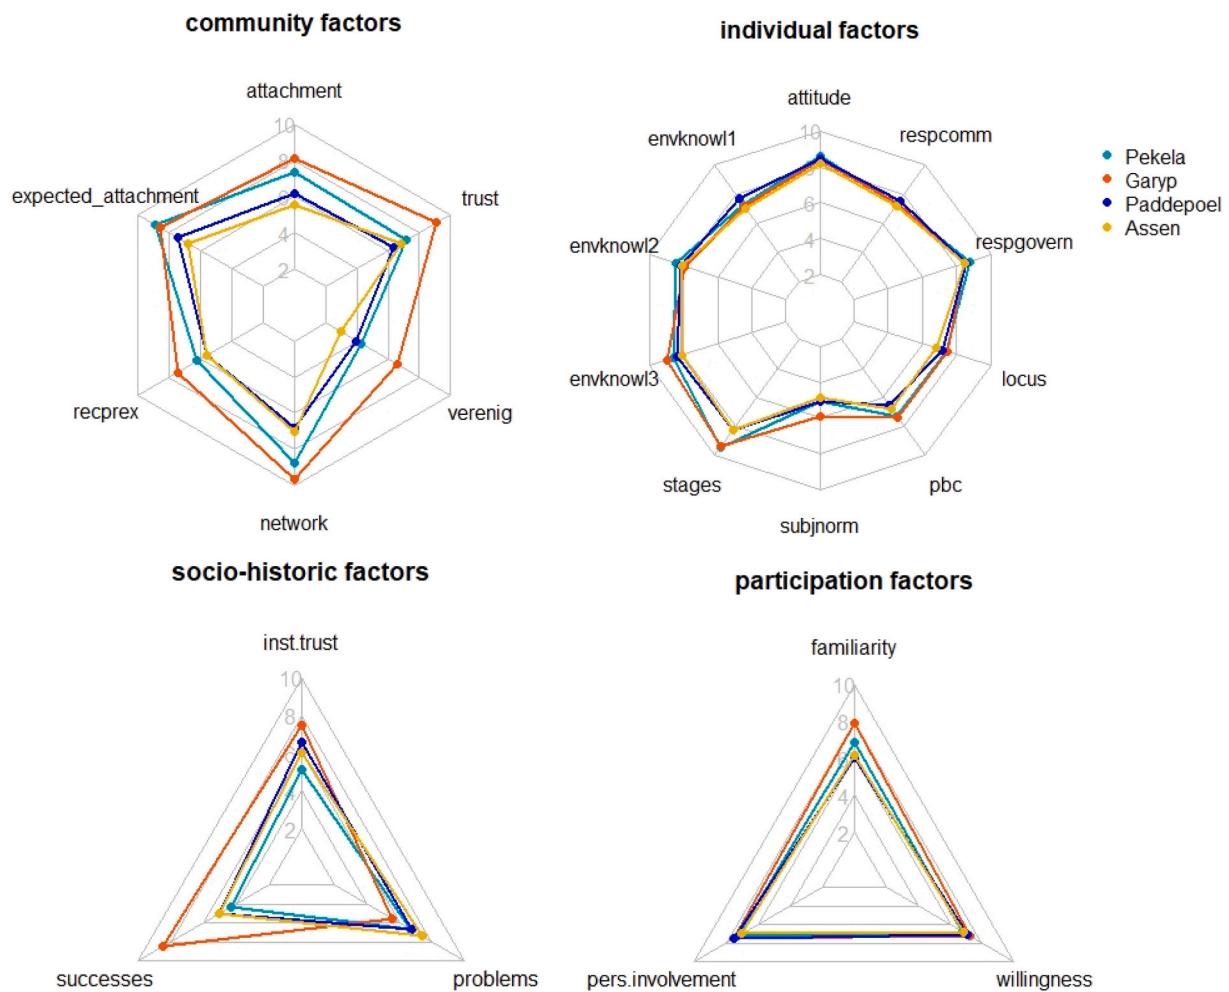 community factors
attachment
10
8
6
4
2
expected_attachment
trust
recprex
verenig
network
individual factors
attitude
10
6
4
2
envknowl1
respcomm
envknowl2
respgovern
envknowl3
locus
stages
pbc
subjnorm
Pekela
Garyp
Paddepoel
Assen
socio-historic factors
inst.trust
10
8
4
2
successes
problems
participation factors
familiarity
10
8
4
2
pers.involvement
willingness